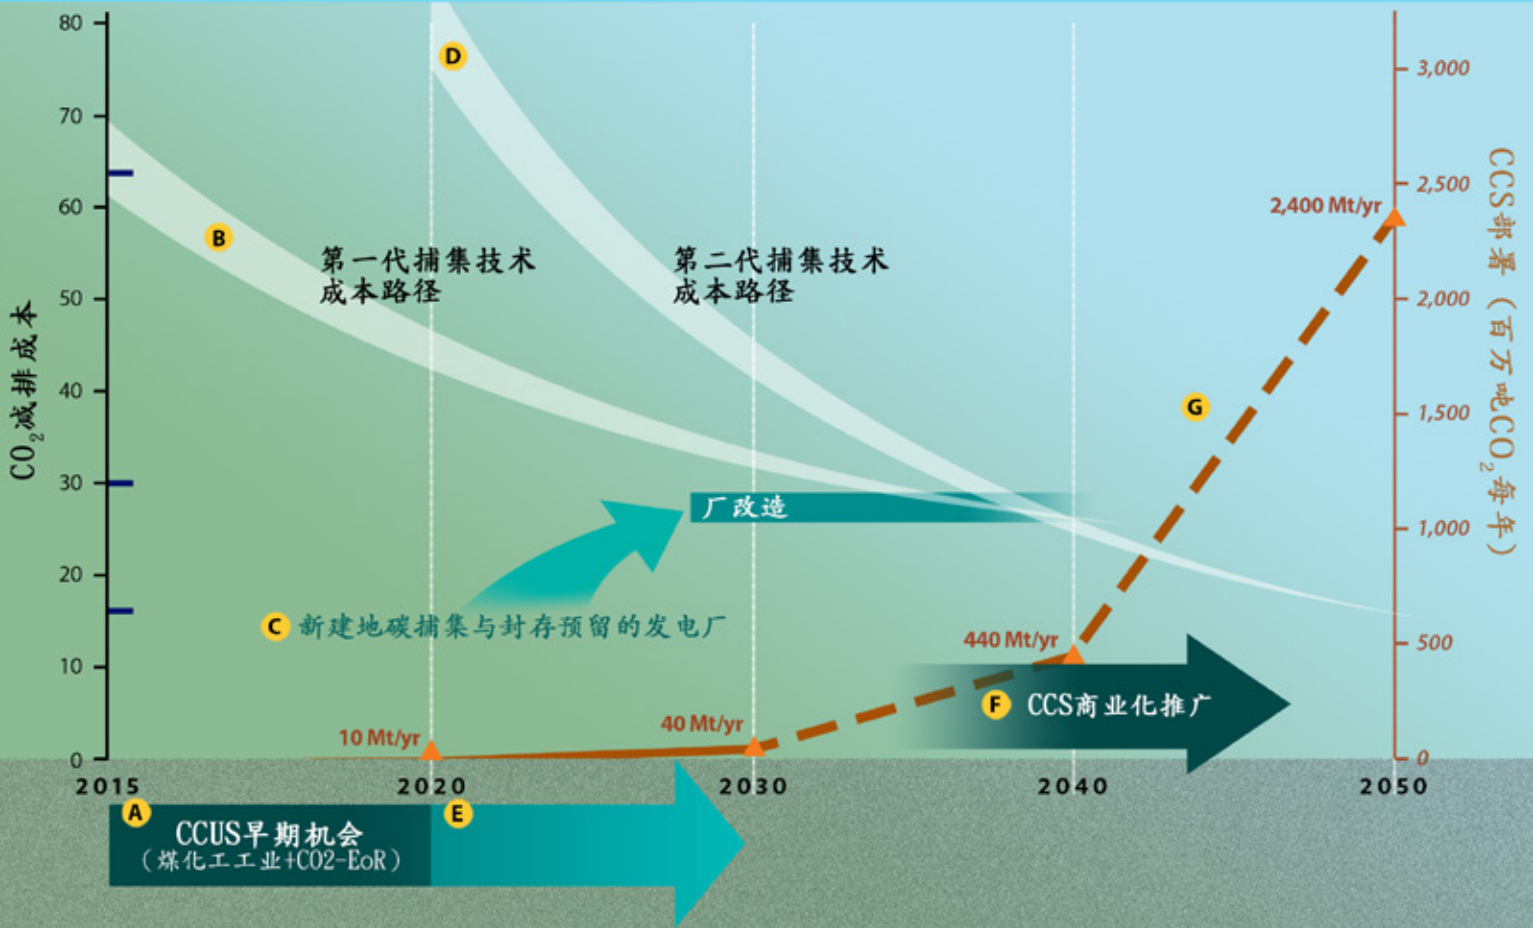 80
70
60
50
40
30
20
10
0
CO₂减排成本
3,000
2,500
2,000
1,500
1,000
500
0
CCS部署（百万吨CO₂每年）
D
B
第一代捕集技术
成本路径
第二代捕集技术
成本路径
2,400 Mt/yr
G
厂改造
C 新建地碳捕集与封存预留的发电厂
440 Mt/yr
F CCS商业化推广
10 Mt/yr
40 Mt/yr
2015 2020 2030 2040 2050
A
E
CCUS早期机会
（煤化工工业+CO2-EoR）